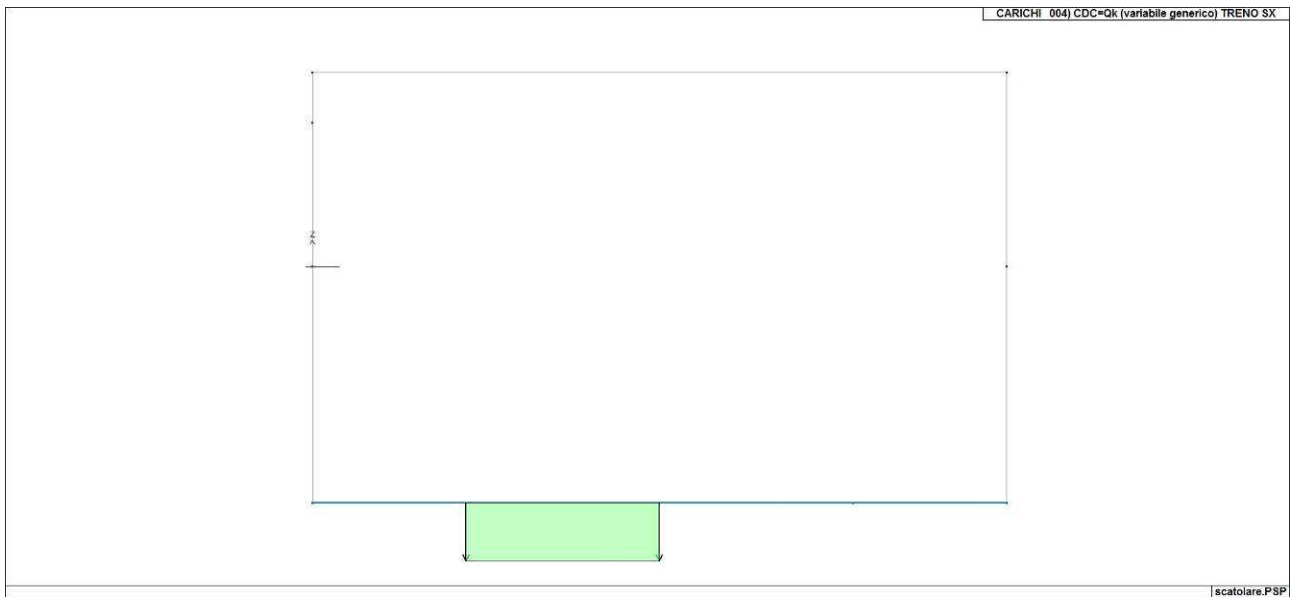 CARICHI 004) CDC=Qk (variabile generico) TRENO SX
Z
scatolare.PSP